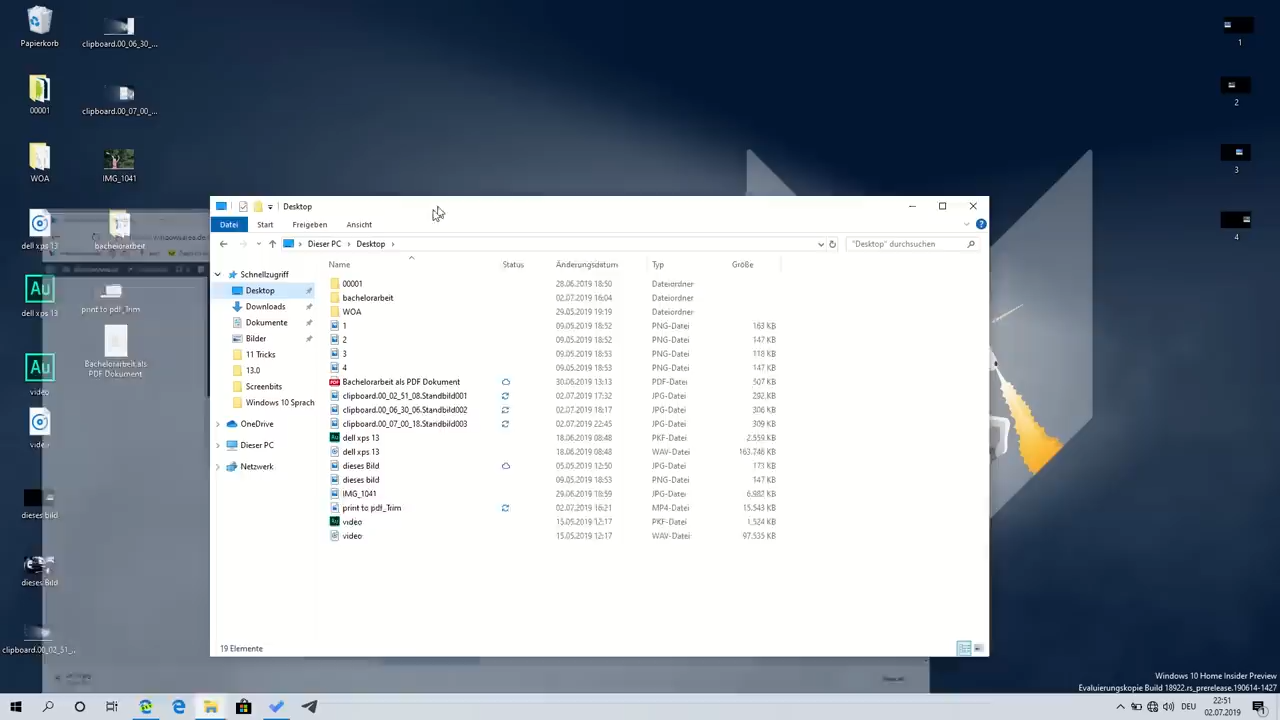 Papierkorb
clipboard.00_06_30_...
1
00001
clipboard.00_07_00_...
2
WOA
IMG_1041
3
dell xps 13
bachelorarbeit
4
dell xps 13
print to pdf_Trim
video
Bachelorarbeit als
PDF Dokument
video
dieses bild
dieses Bild
clipboard.00_02_51_...
Desktop
Datei Start Freigeben Ansicht
Dieser PC Desktop "Desktop" durchsuchen
Name Status Änderungsdatum Typ Größe
Schnellzugriff
Desktop
Downloads
Dokumente
Bilder
11 Tricks
13.0
Screenbits
Windows 10 Sprach
OneDrive
Dieser PC
Netzwerk
00001 28.06.2019 18:50 Dateiordner
bachelorarbeit 02.07.2019 16:04 Dateiordner
WOA 29.05.2019 19:19 Dateiordner
1 09.05.2019 18:52 PNG-Datei 163 KB
2 09.05.2019 18:52 PNG-Datei 147 KB
3 09.05.2019 18:53 PNG-Datei 118 KB
4 09.05.2019 18:53 PNG-Datei 147 KB
Bachelorarbeit als PDF Dokument 30.06.2019 13:13 PDF-Datei 507 KB
clipboard.00_02_51_08.Standbild001 02.07.2019 17:32 JPG-Datei 292 KB
clipboard.00_06_30_06.Standbild002 02.07.2019 18:17 JPG-Datei 306 KB
clipboard.00_07_00_18.Standbild003 02.07.2019 22:45 JPG-Datei 309 KB
dell xps 13 18.06.2019 08:48 PKF-Datei 2.559 KB
dell xps 13 18.06.2019 08:48 WAV-Datei 163.746 KB
dieses Bild 05.05.2019 12:50 JPG-Datei 173 KB
dieses bild 09.05.2019 18:53 PNG-Datei 147 KB
IMG_1041 29.06.2019 18:59 JPG-Datei 6.982 KB
print to pdf_Trim 02.07.2019 16:21 MP4-Datei 15.543 KB
video 15.05.2019 12:17 PKF-Datei 1.524 KB
video 15.05.2019 12:17 WAV-Datei 97.535 KB
19 Elemente
Windows 10 Home Insider Preview
Evaluierungskopie Build 18922.rs_prerelease.190614-1427
DEU
22:51
02.07.2019